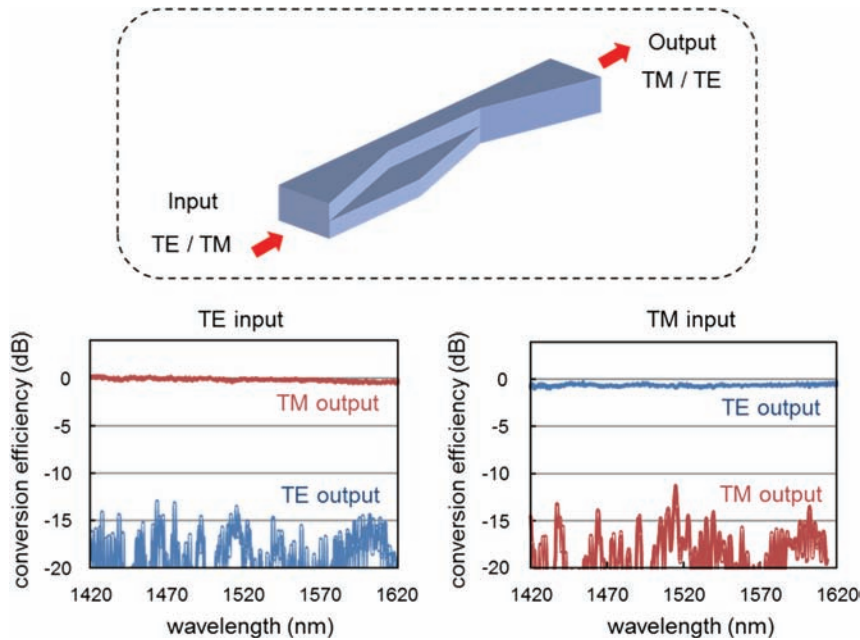 Output
TM / TE
Input
TE / TM
TE input
conversion efficiency (dB)
0
-5
-10
-15
-20
TM output
TE output
1420 1470 1520 1570 1620
wavelength (nm)
TM input
conversion efficiency (dB)
0
-5
-10
-15
-20
TE output
TM output
1420 1470 1520 1570 1620
wavelength (nm)